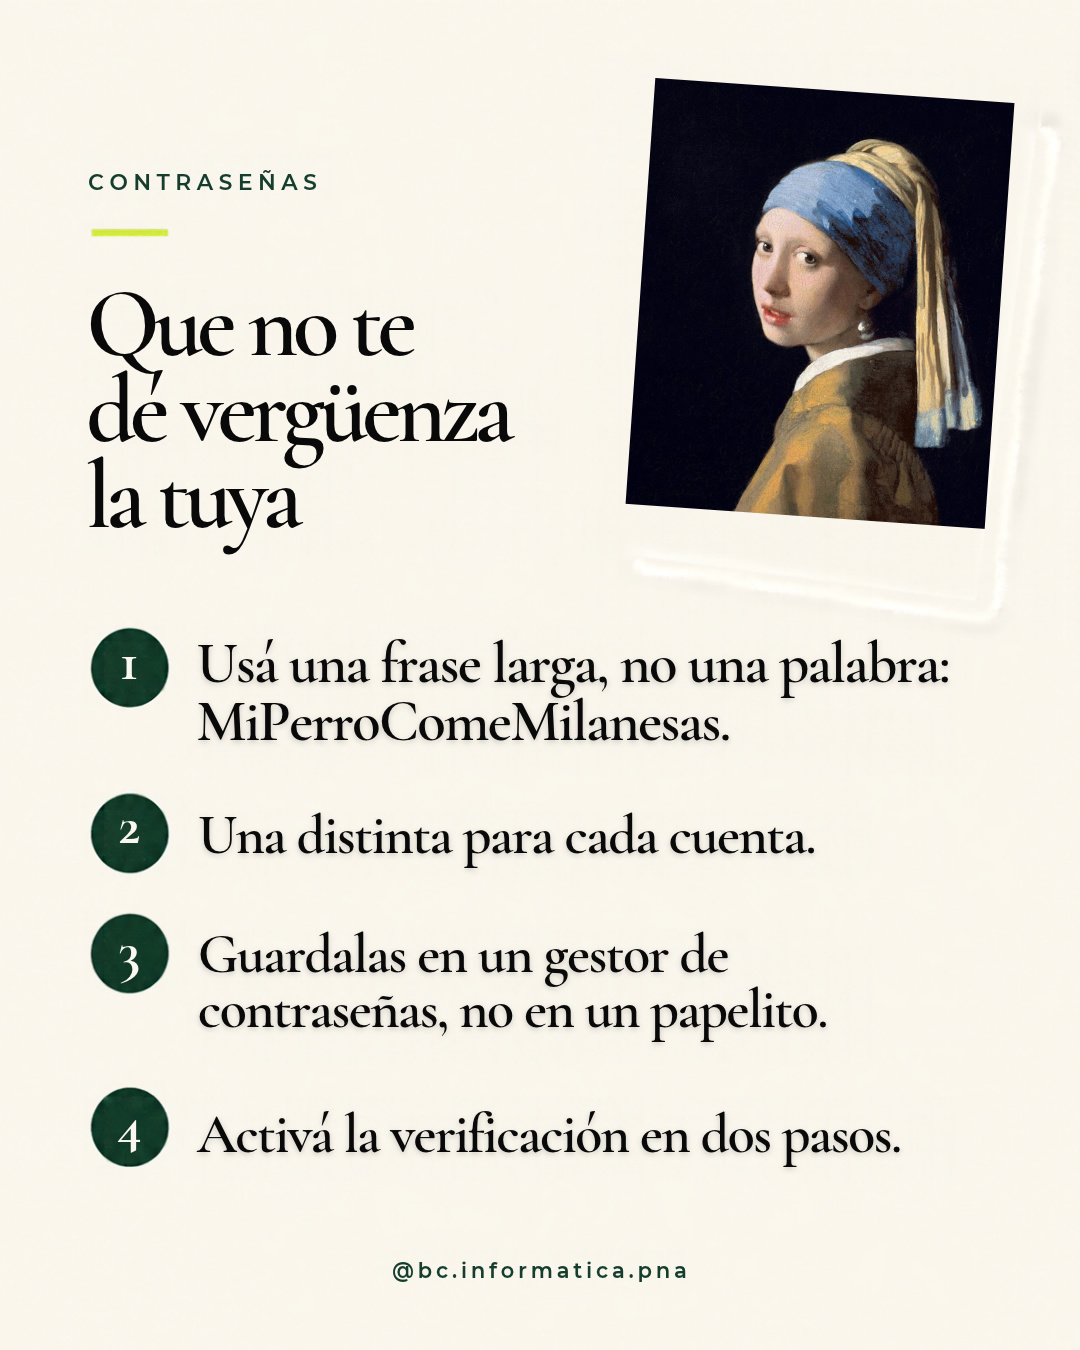 CONTRASEÑAS
Que no te
dé vergüenza
la tuya
1 Usá una frase larga, no una palabra:
MiPerroComeMilanesas.
2 Una distinta para cada cuenta.
3 Guardalas en un gestor de
contraseñas, no en un papelito.
4 Activá la verificación en dos pasos.
@bc.informatica.pna